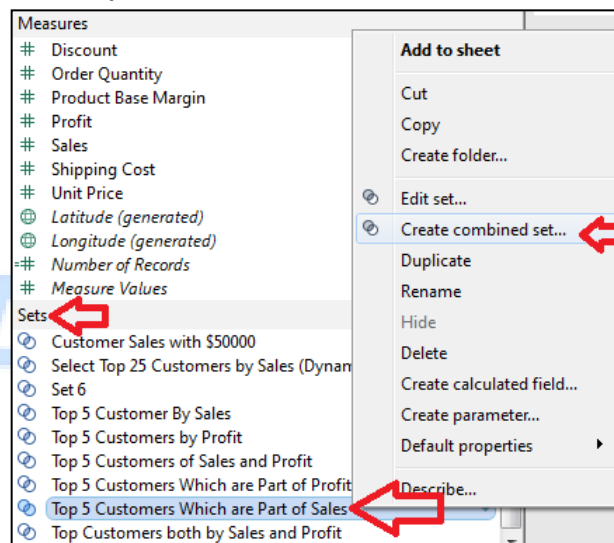 Measures
Discount
Order Quantity
Product Base Margin
Profit
Sales
Shipping Cost
Unit Price
Latitude (generated)
Longitude (generated)
Number of Records
Measure Values
Sets
Customer Sales with $50000
Select Top 25 Customers by Sales (Dynam
Set 6
Top 5 Customer By Sales
Top 5 Customers by Profit
Top 5 Customers of Sales and Profit
Top 5 Customers Which are Part of Profit
Top 5 Customers Which are Part of Sales
Top Customers both by Sales and Profit
Add to sheet
Cut
Copy
Create folder...
Edit set...
Create combined set...
Duplicate
Rename
Hide
Delete
Create calculated field...
Create parameter...
Default properties
Describe...